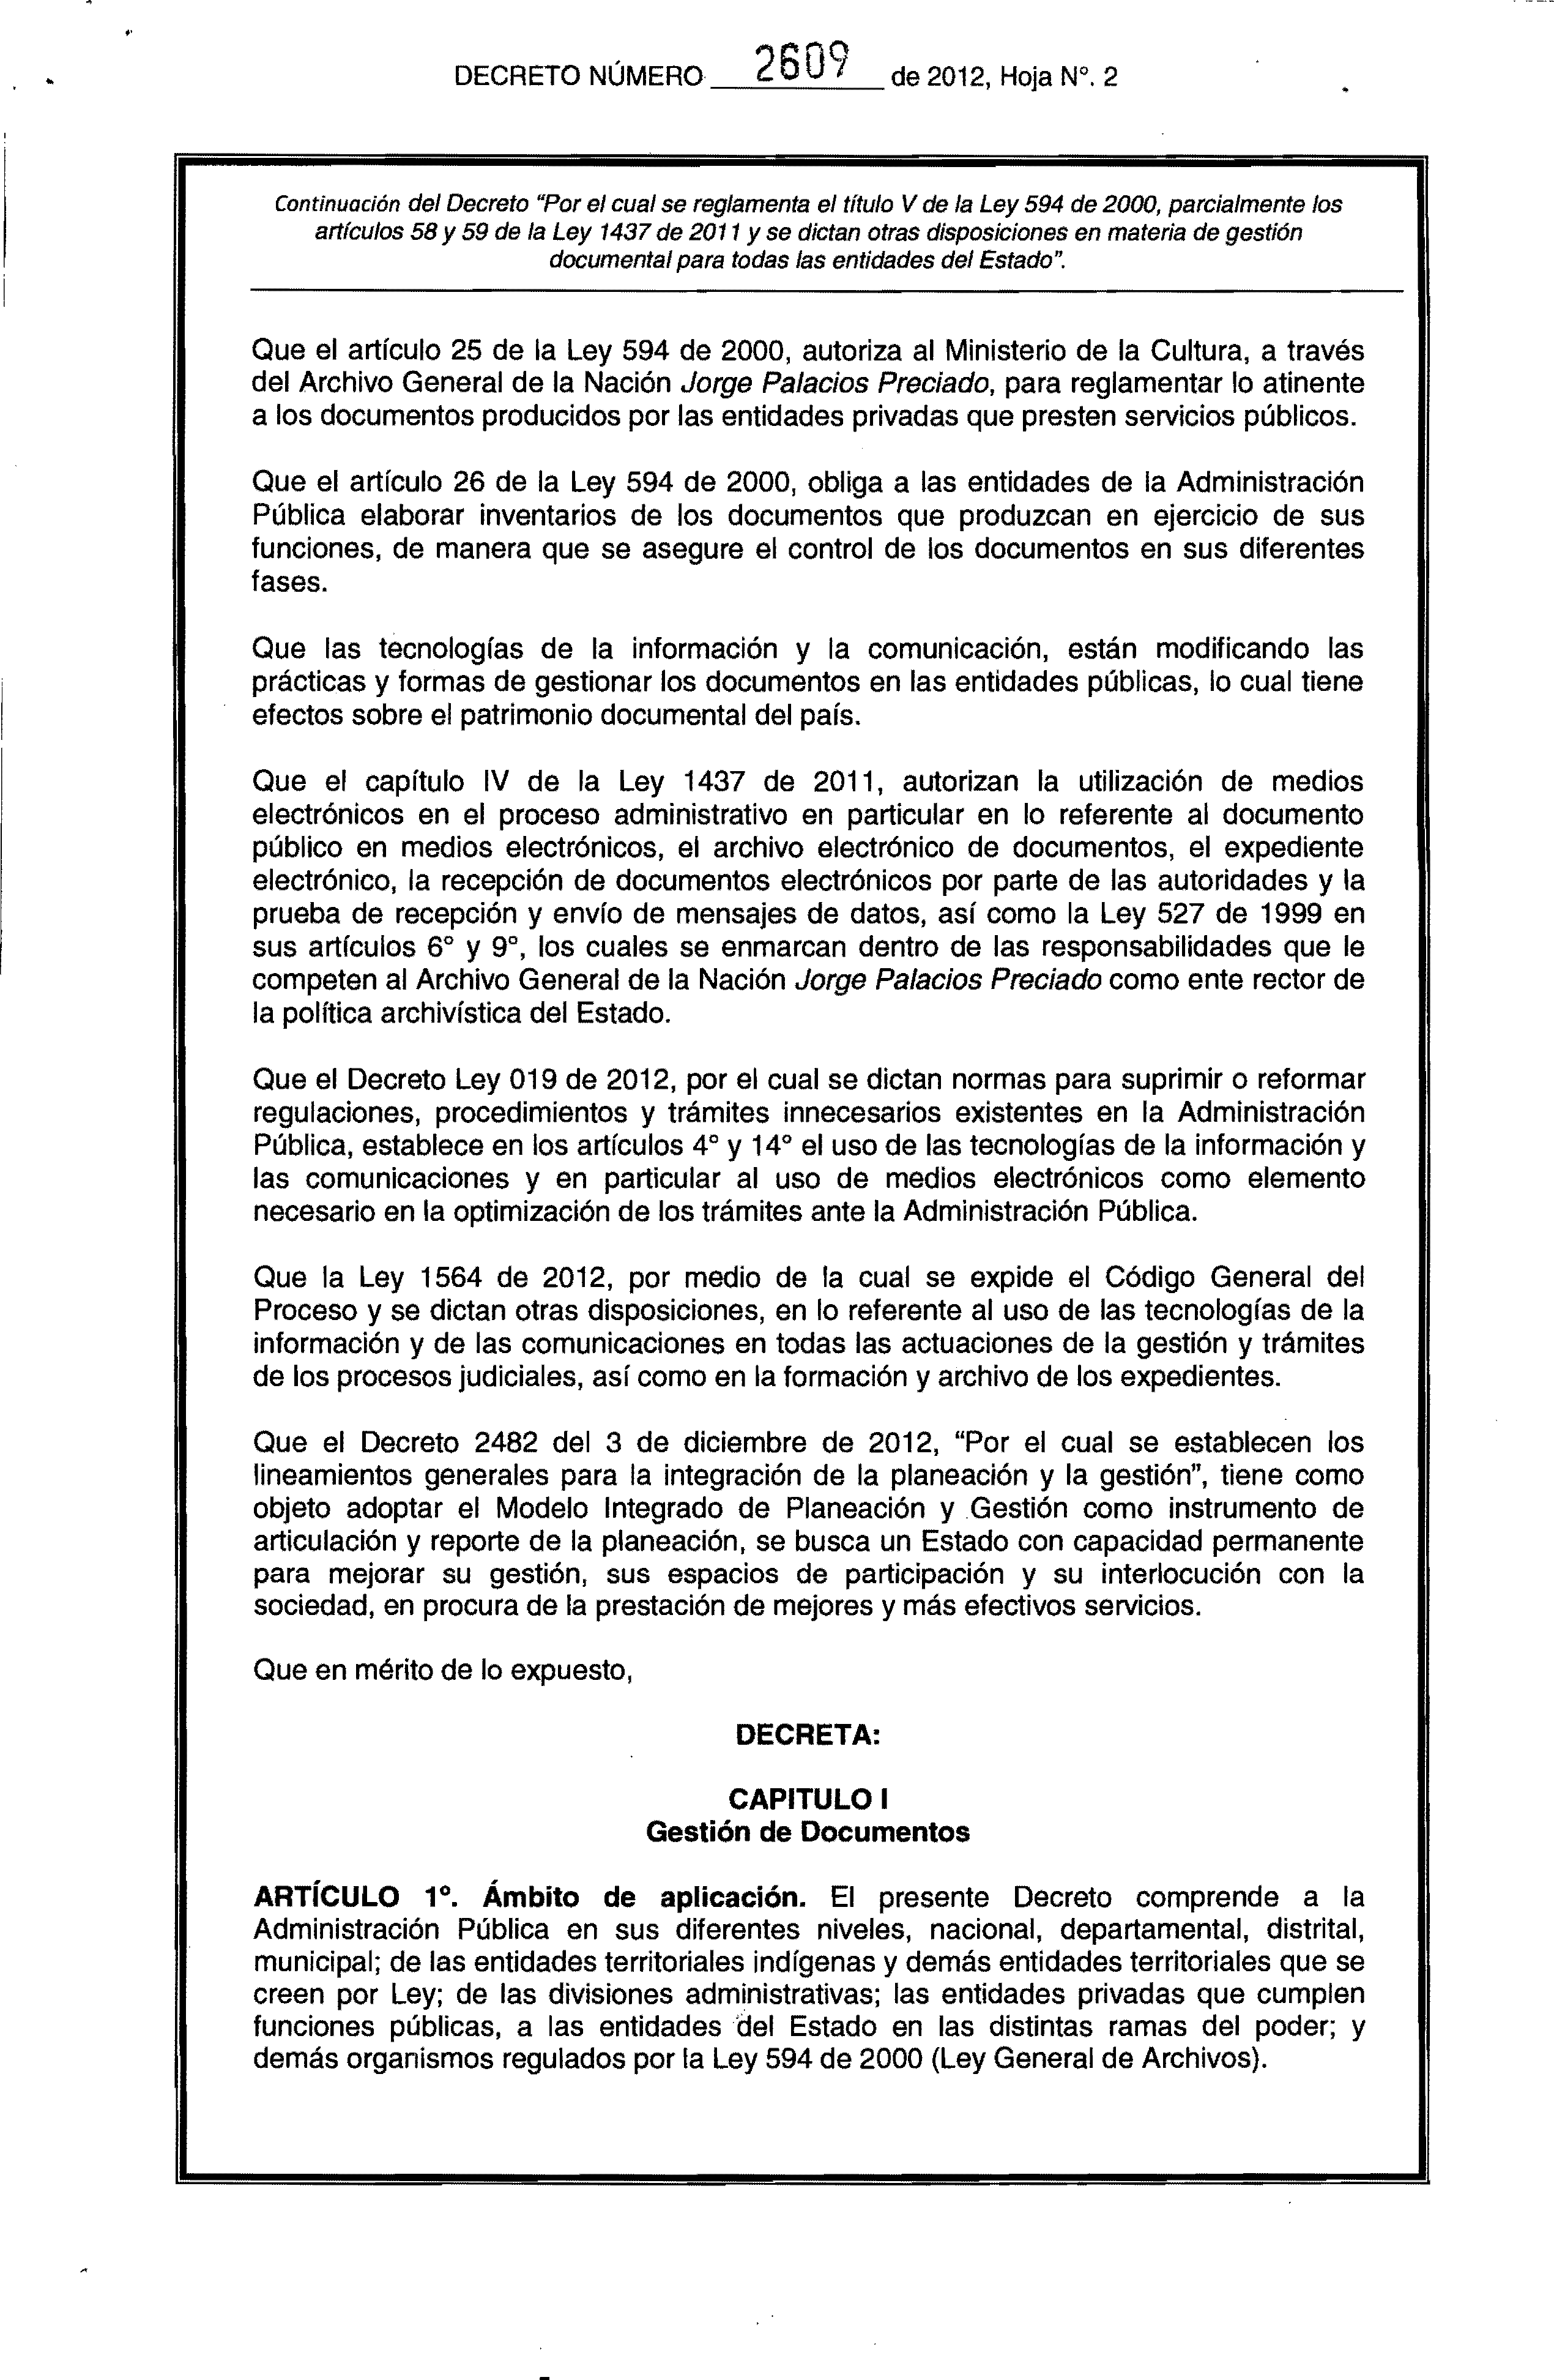 DECRETO NÚMERO 2609 de 2012, Hoja N°. 2
Continuación del Decreto "Por el cual se reglamenta el título V de la Ley 594 de 2000, parcialmente los
artículos 58 y 59 de la Ley 1437 de 2011 y se dictan otras disposiciones en materia de gestión
documental para todas las entidades del Estado".
Que el artículo 25 de la Ley 594 de 2000, autoriza al Ministerio de la Cultura, a través
del Archivo General de la Nación Jorge Palacios Preciado, para reglamentar lo atinente
a los documentos producidos por las entidades privadas que presten servicios públicos.
Que el artículo 26 de la Ley 594 de 2000, obliga a las entidades de la Administración
Pública elaborar inventarios de los documentos que produzcan en ejercicio de sus
funciones, de manera que se asegure el control de los documentos en sus diferentes
fases.
Que las tecnologías de la información y la comunicación, están modificando las
prácticas y formas de gestionar los documentos en las entidades públicas, lo cual tiene
efectos sobre el patrimonio documental del país.
Que el capítulo IV de la Ley 1437 de 2011, autorizan la utilización de medios
electrónicos en el proceso administrativo en particular en lo referente al documento
público en medios electrónicos, el archivo electrónico de documentos, el expediente
electrónico, la recepción de documentos electrónicos por parte de las autoridades y la
prueba de recepción y envío de mensajes de datos, así como la Ley 527 de 1999 en
sus artículos 6° y 9°, los cuales se enmarcan dentro de las responsabilidades que le
competen al Archivo General de la Nación Jorge Palacios Preciado como ente rector de
la política archivística del Estado.
Que el Decreto Ley 019 de 2012, por el cual se dictan normas para suprimir o reformar
regulaciones, procedimientos y trámites innecesarios existentes en la Administración
Pública, establece en los artículos 4° y 14° el uso de las tecnologías de la información y
las comunicaciones y en particular al uso de medios electrónicos como elemento
necesario en la optimización de los trámites ante la Administración Pública.
Que la Ley 1564 de 2012, por medio de la cual se expide el Código General del
Proceso y se dictan otras disposiciones, en lo referente al uso de las tecnologías de la
información y de las comunicaciones en todas las actuaciones de la gestión y trámites
de los procesos judiciales, así como en la formación y archivo de los expedientes.
Que el Decreto 2482 del 3 de diciembre de 2012, "Por el cual se establecen los
lineamientos generales para la integración de la planeación y la gestión", tiene como
objeto adoptar el Modelo Integrado de Planeación y Gestión como instrumento de
articulación y reporte de la planeación, se busca un Estado con capacidad permanente
para mejorar su gestión, sus espacios de participación y su interlocución con la
sociedad, en procura de la prestación de mejores y más efectivos servicios.
Que en mérito de lo expuesto,
DECRETA:
CAPITULO I
Gestión de Documentos
ARTÍCULO 1°. Ámbito de aplicación. El presente Decreto comprende a la
Administración Pública en sus diferentes niveles, nacional, departamental, distrital,
municipal; de las entidades territoriales indígenas y demás entidades territoriales que se
creen por Ley; de las divisiones administrativas; las entidades privadas que cumplen
funciones públicas, a las entidades del Estado en las distintas ramas del poder; y
demás organismos regulados por la Ley 594 de 2000 (Ley General de Archivos).